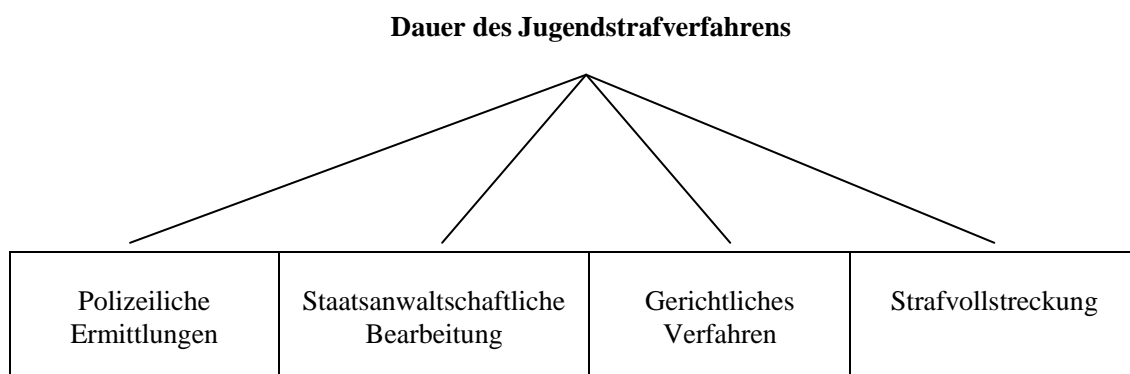 Dauer des Jugendstrafverfahrens
Polizeiliche
Ermittlungen
Staatsanwaltschaftliche
Bearbeitung
Gerichtliches
Verfahren
Strafvollstreckung